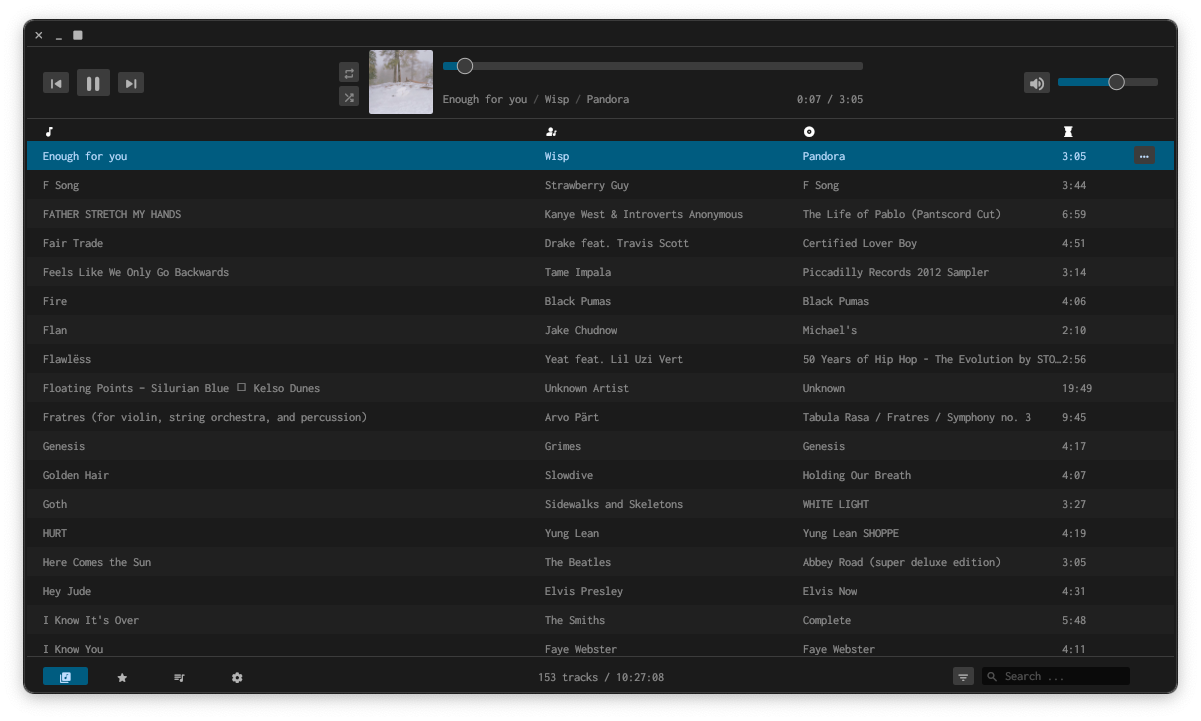 Enough for you / Wisp / Pandora 0:07 / 3:05
Enough for you Wisp Pandora 3:05
F Song Strawberry Guy F Song 3:44
FATHER STRETCH MY HANDS Kanye West & Introverts Anonymous The Life of Pablo (Pantscord Cut) 6:59
Fair Trade Drake feat. Travis Scott Certified Lover Boy 4:51
Feels Like We Only Go Backwards Tame Impala Piccadilly Records 2012 Sampler 3:14
Fire Black Pumas Black Pumas 4:06
Flan Jake Chudnow Michael's 2:10
Flawlëss Yeat feat. Lil Uzi Vert 50 Years of Hip Hop - The Evolution by STO… 2:56
Floating Points – Silurian Blue □ Kelso Dunes Unknown Artist Unknown 19:49
Fratres (for violin, string orchestra, and percussion) Arvo Pärt Tabula Rasa / Fratres / Symphony no. 3 9:45
Genesis Grimes Genesis 4:17
Golden Hair Slowdive Holding Our Breath 4:07
Goth Sidewalks and Skeletons WHITE LIGHT 3:27
HURT Yung Lean Yung Lean SHOPPE 4:19
Here Comes the Sun The Beatles Abbey Road (super deluxe edition) 3:05
Hey Jude Elvis Presley Elvis Now 4:31
I Know It's Over The Smiths Complete 5:48
I Know You Faye Webster Faye Webster 4:11
153 tracks / 10:27:08 Search ...